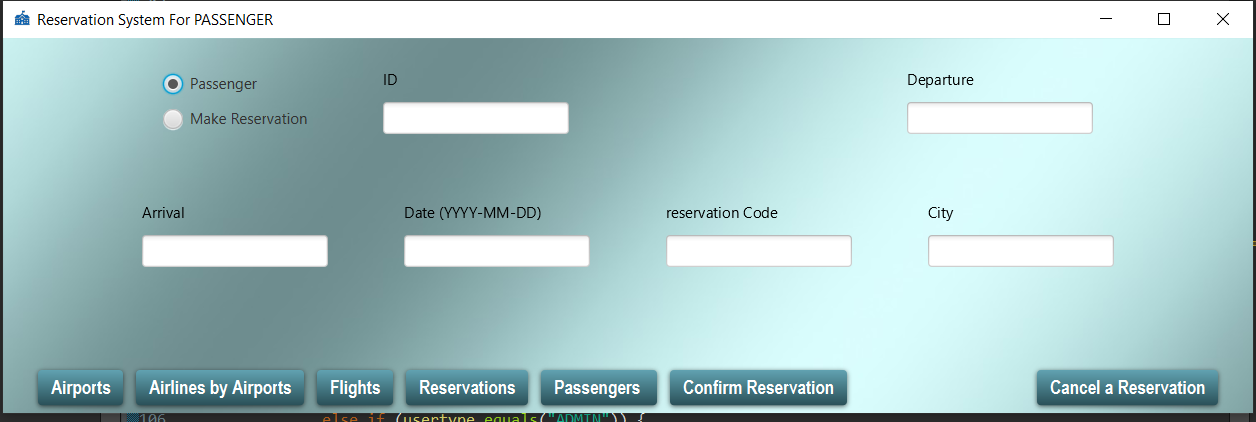 Reservation System For PASSENGER
Passenger
ID
Departure
Make Reservation
Arrival
Date (YYYY-MM-DD)
reservation Code
City
Airports
Airlines by Airports
Flights
Reservations
Passengers
Confirm Reservation
Cancel a Reservation
106 else if (usertype.equals("ADMIN")) {